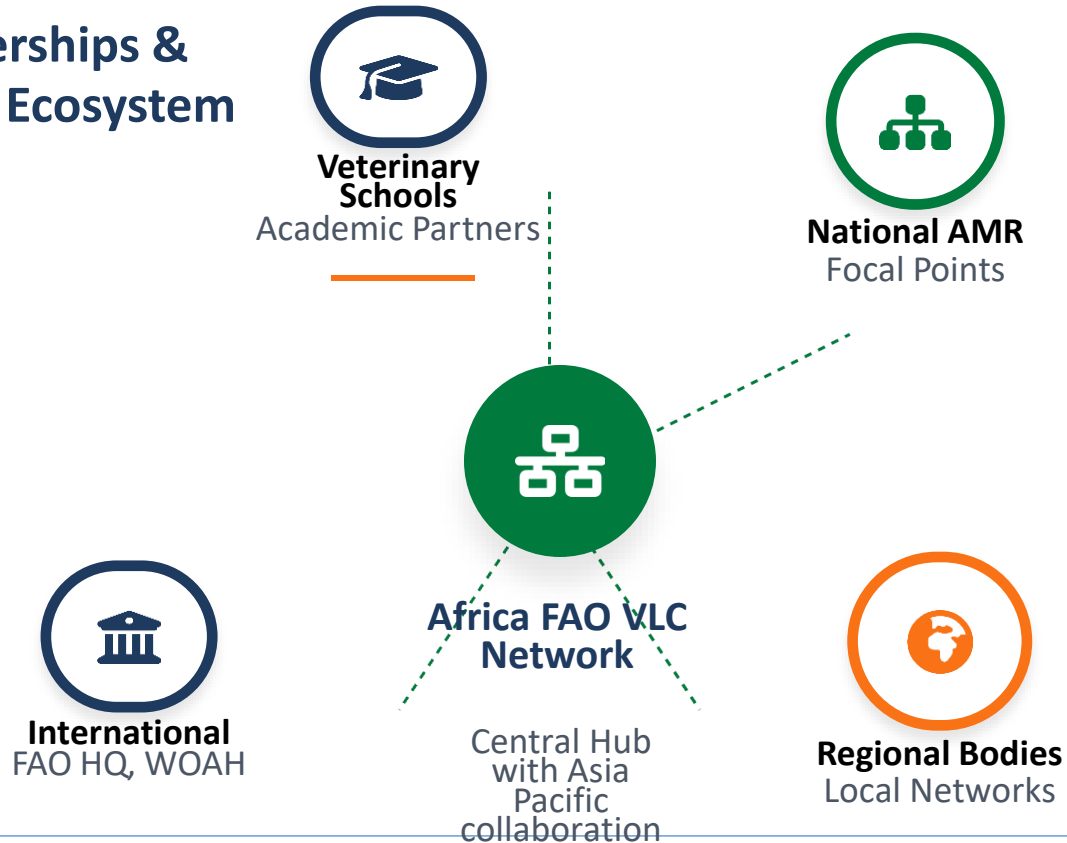 erships &
Ecosystem
Veterinary
Schools
Academic Partners
National AMR
Focal Points
Africa FAO VLC
Network
Central Hub
with Asia
Pacific
collaboration
International
FAO HQ, WOAH
Regional Bodies
Local Networks